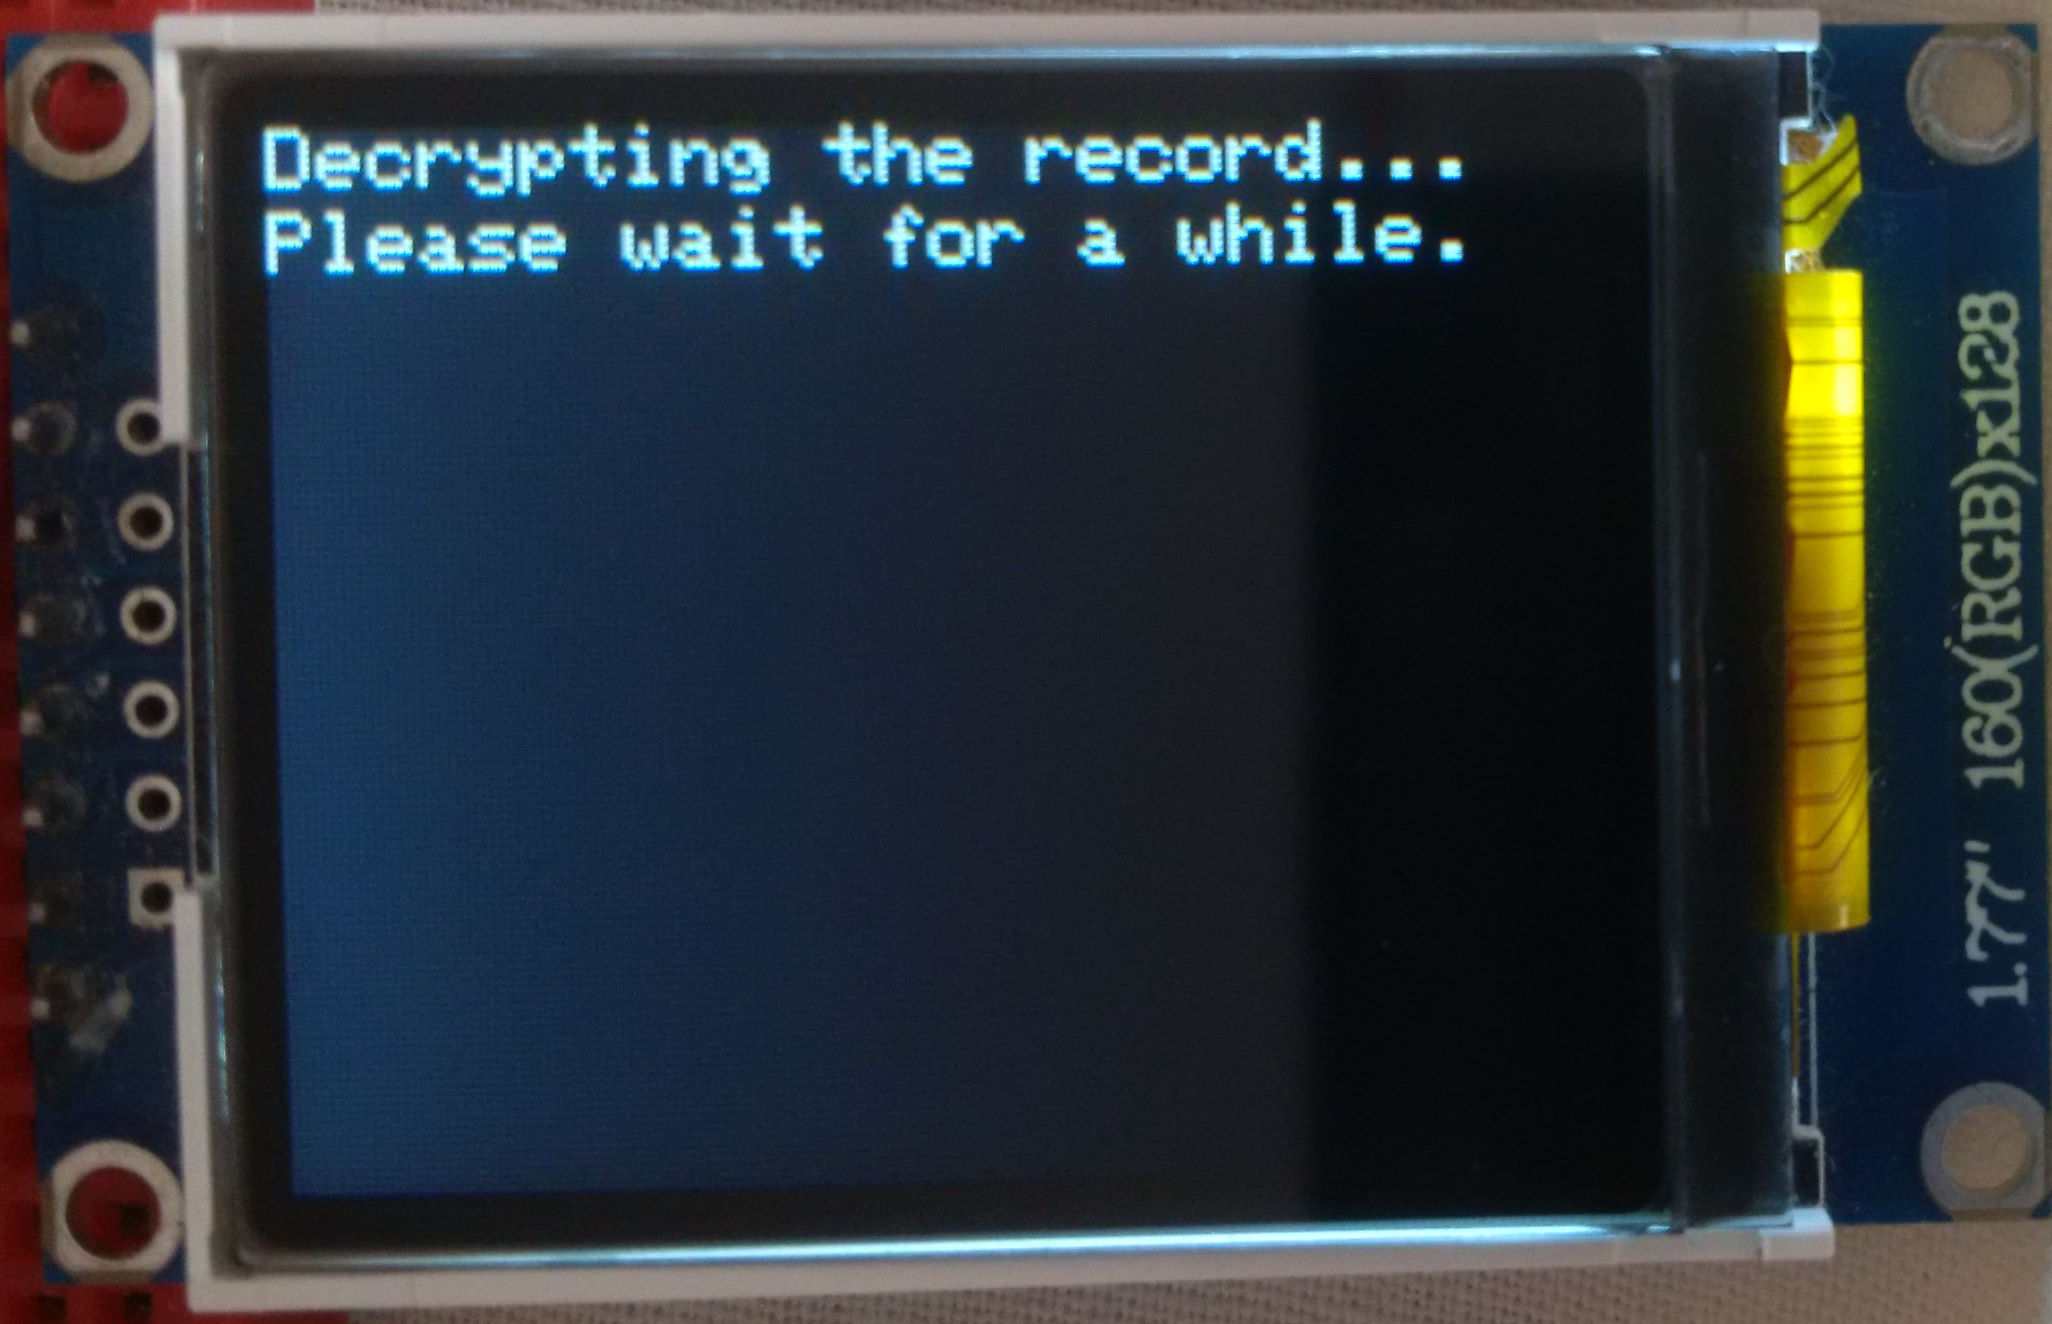 Decrypting the record...
Please wait for a while.
1.77" 160(RGB)x128